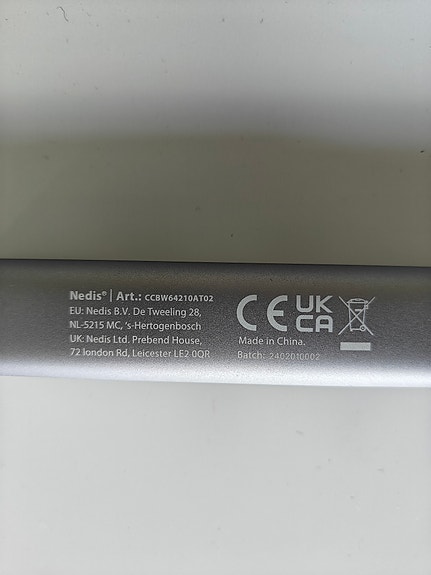 Nedis® | Art.: CCBW64210AT02
EU: Nedis B.V. De Tweeling 28,
NL-5215 MC, 's-Hertogenbosch
UK: Nedis Ltd. Prebend House,
72 london Rd, Leicester LE2 0QR
CE UK
CA
Made in China.
Batch: 2402010002